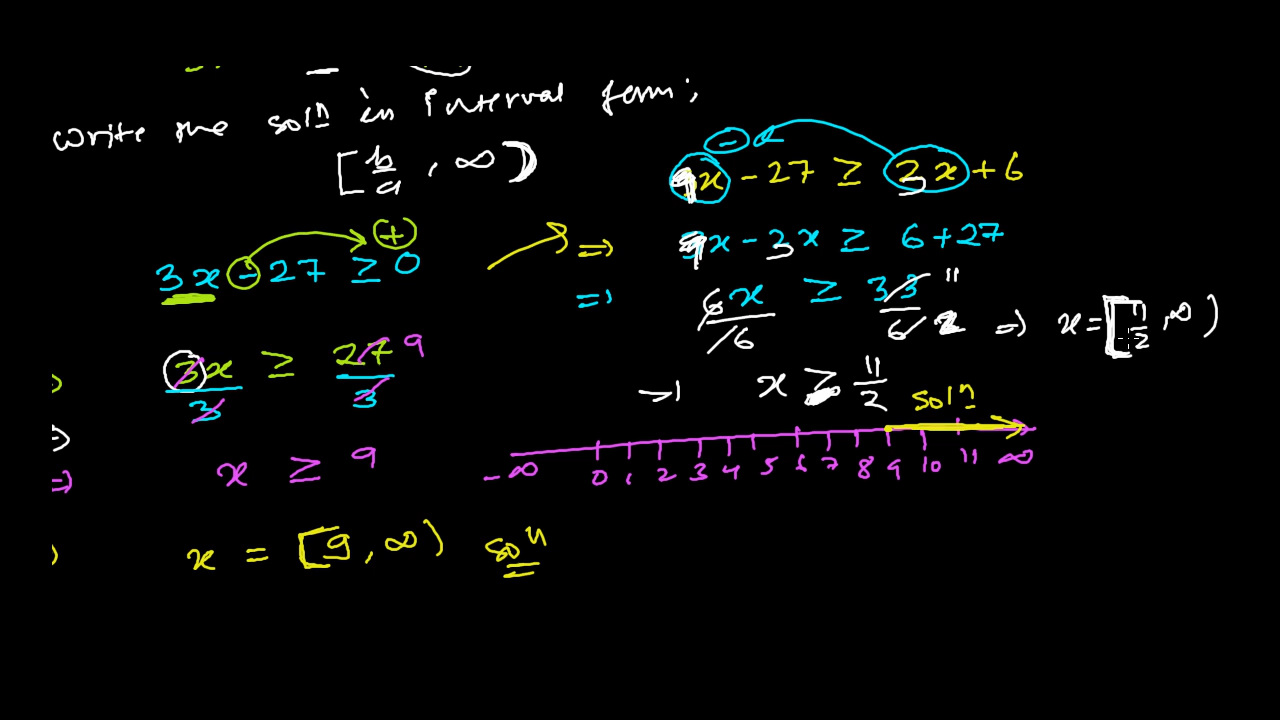 Write the solⁿ in interval form;
[b/a, ∞)
3x - 27 ≥ 0
+
3x/3 ≥ 27/3 9
x ≥ 9
x = [9, ∞) solⁿ
-
9x - 27 ≥ 3x + 6
⇒ 9x - 3x ≥ 6 + 27
⇒ 6x/6 ≥ 33/6 11 2 ⇒ x = [11/2, ∞)
x ≥ 11/2
solⁿ
-∞ 0 1 2 3 4 5 6 7 8 9 10 11 ∞